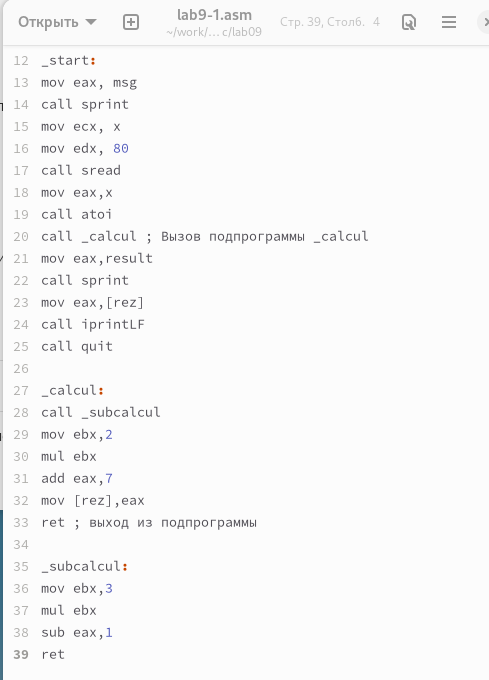 Открыть
lab9-1.asm
~/work/... c/lab09
Стр. 39, Столб. 4
12 _start:
13 mov eax, msg
14 call sprint
15 mov ecx, x
16 mov edx, 80
17 call sread
18 mov eax,x
19 call atoi
20 call _calcul ; Вызов подпрограммы _calcul
21 mov eax,result
22 call sprint
23 mov eax,[rez]
24 call iprintLF
25 call quit
26
27 _calcul:
28 call _subcalcul
29 mov ebx,2
30 mul ebx
31 add eax,7
32 mov [rez],eax
33 ret ; выход из подпрограммы
34
35 _subcalcul:
36 mov ebx,3
37 mul ebx
38 sub eax,1
39 ret